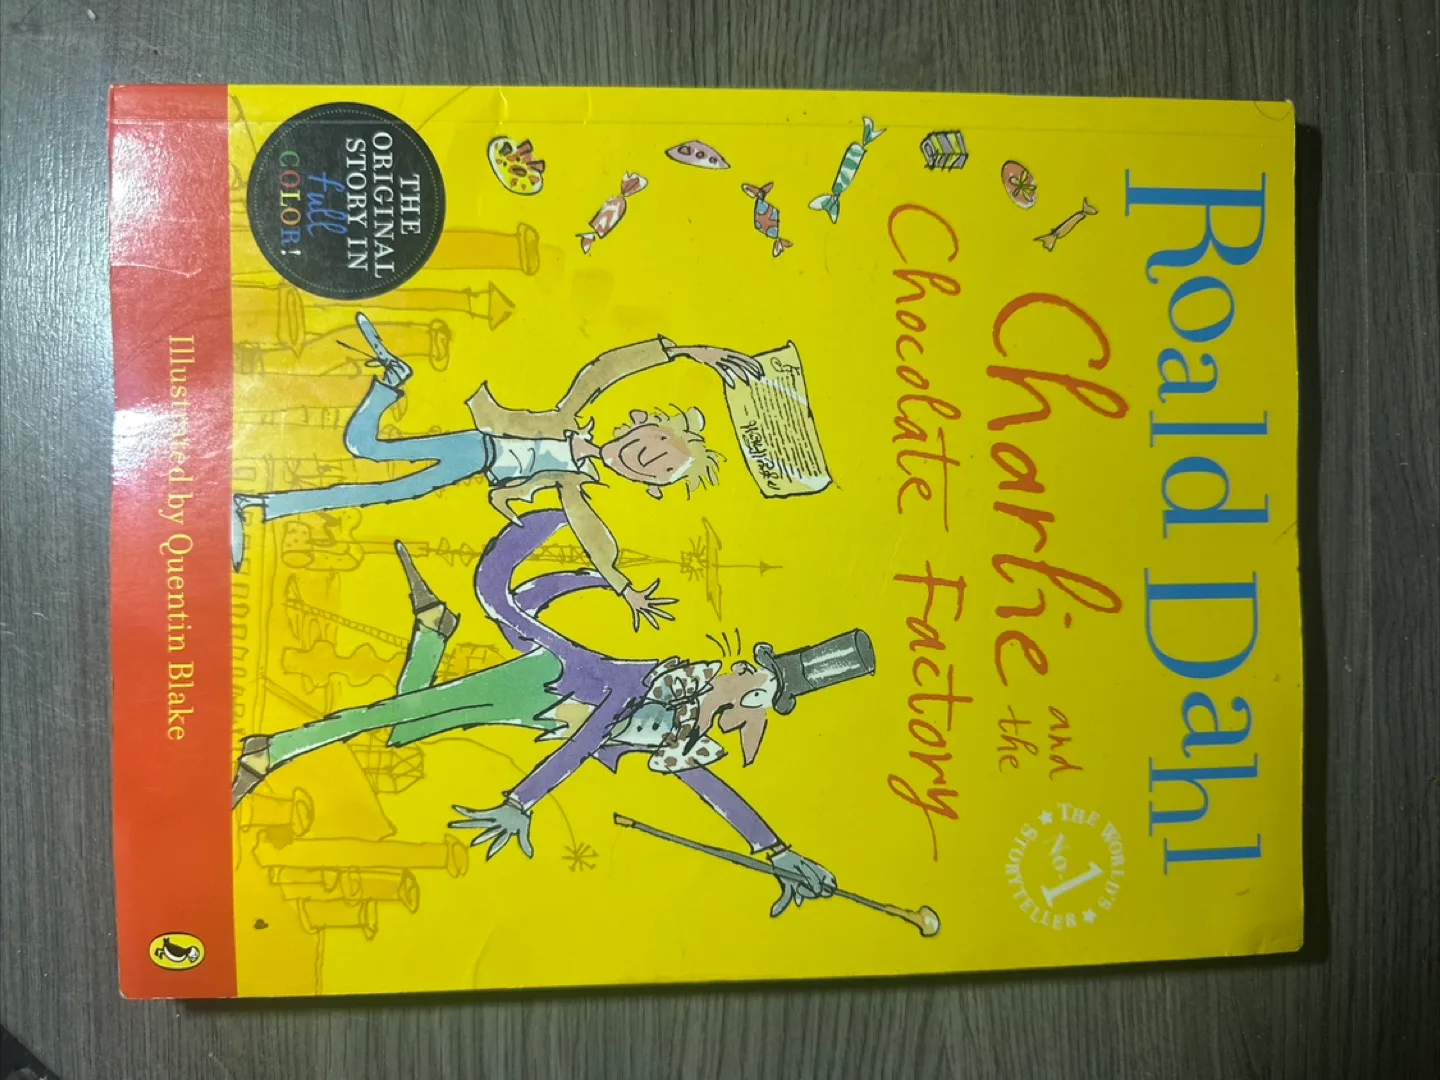 Roald Dahl
Charlie
and
the
Chocolate Factory
THE WORLD'S
No. 1
STORYTELLER
THE
ORIGINAL
STORY IN
full
COLOR!
Illustrated by Quentin Blake